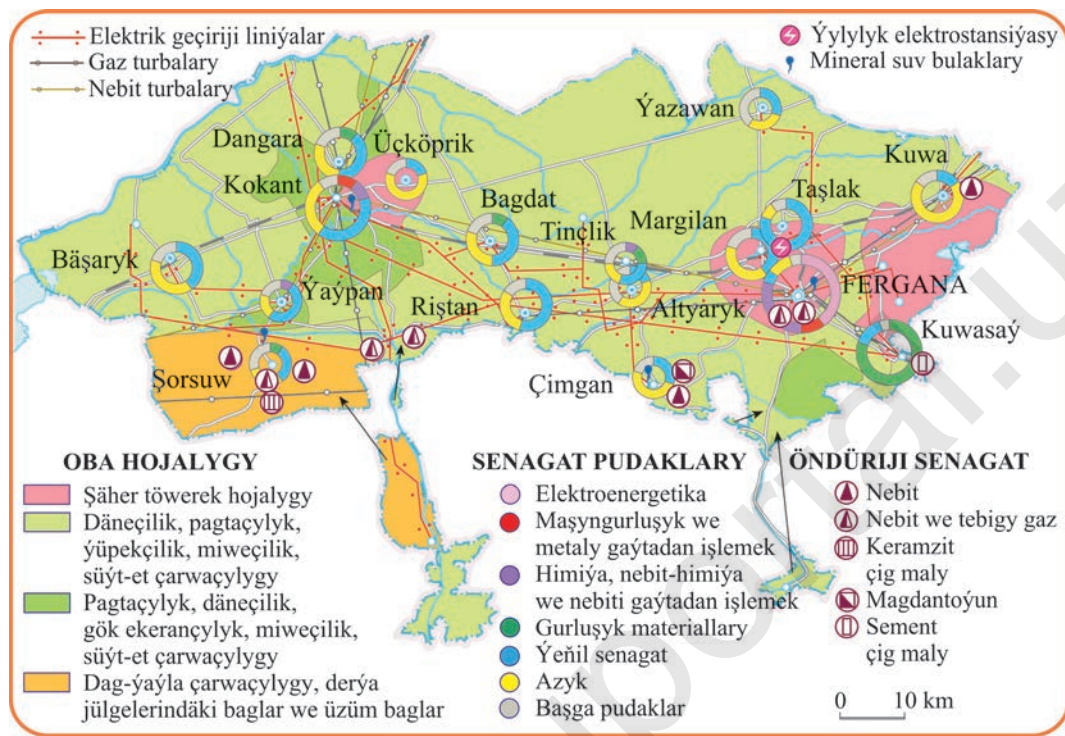 Elektrik geçiriji liniýalar
Gaz turbalary
Nebit turbalary
Ýylylyk elektrostansiýasy
Mineral suv bulaklary
Ýazawan
Dangara
Üçköprik
Kuwa
Kokant
Taşlak
Bagdat
Margilan
Tinçlik
Bäşaryk
Ýaýpan
FERGANA
Riştan
Altyaryk
Kuwasaý
Şorsuw
Çimgan
OBA HOJALYGY
Şäher töwerek hojalygy
Däneçilik, pagtaçylyk,
ýüpekçilik, miweçilik,
süýt-et çarwaçylygy
Pagtaçylyk, däneçilik,
gök ekerançylyk, miweçilik,
süýt-et çarwaçylygy
Dag-ýaýla çarwaçylygy, derýa
jülgelerindäki baglar we üzüm baglar
SENAGAT PUDAKLARY
Elektroenergetika
Maşyngurluşyk we
metaly gaýtadan işlemek
Himiýa, nebit-himiýa
we nebiti gaýtadan işlemek
Gurluşyk materiallary
Ýeňil senagat
Azyk
Başga pudaklar
ÖNDÜRIJI SENAGAT
Nebit
Nebit we tebigy gaz
Keramzit
çig maly
Magdantoýun
Sement
çig maly
0 10 km